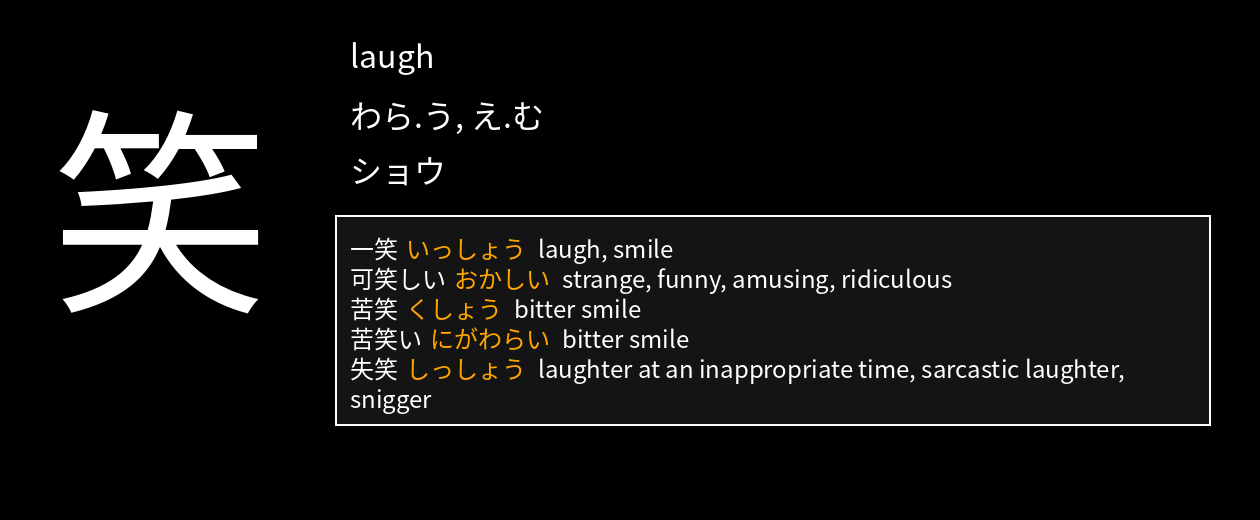 笑
laugh
わら.う, え.む
ショウ
一笑 いっしょう laugh, smile
可笑しい おかしい strange, funny, amusing, ridiculous
苦笑 くしょう bitter smile
苦笑い にがわらい bitter smile
失笑 しっしょう laughter at an inappropriate time, sarcastic laughter,
snigger